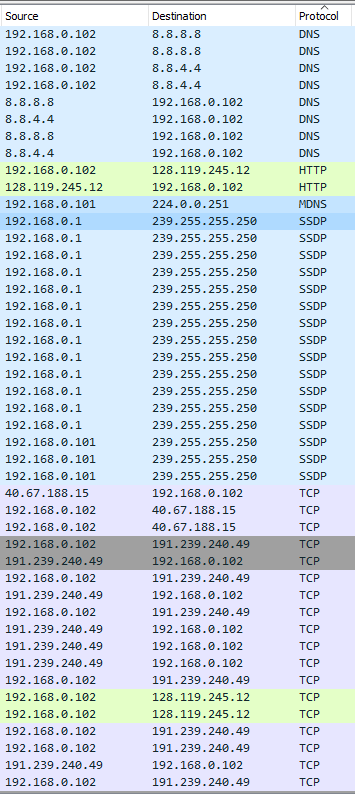 Source Destination Protocol
192.168.0.102 8.8.8.8 DNS
192.168.0.102 8.8.8.8 DNS
192.168.0.102 8.8.4.4 DNS
192.168.0.102 8.8.4.4 DNS
8.8.8.8 192.168.0.102 DNS
8.8.4.4 192.168.0.102 DNS
8.8.8.8 192.168.0.102 DNS
8.8.4.4 192.168.0.102 DNS
192.168.0.102 128.119.245.12 HTTP
128.119.245.12 192.168.0.102 HTTP
192.168.0.101 224.0.0.251 MDNS
192.168.0.1 239.255.255.250 SSDP
192.168.0.1 239.255.255.250 SSDP
192.168.0.1 239.255.255.250 SSDP
192.168.0.1 239.255.255.250 SSDP
192.168.0.1 239.255.255.250 SSDP
192.168.0.1 239.255.255.250 SSDP
192.168.0.1 239.255.255.250 SSDP
192.168.0.1 239.255.255.250 SSDP
192.168.0.1 239.255.255.250 SSDP
192.168.0.1 239.255.255.250 SSDP
192.168.0.1 239.255.255.250 SSDP
192.168.0.1 239.255.255.250 SSDP
192.168.0.1 239.255.255.250 SSDP
192.168.0.101 239.255.255.250 SSDP
192.168.0.101 239.255.255.250 SSDP
192.168.0.101 239.255.255.250 SSDP
40.67.188.15 192.168.0.102 TCP
192.168.0.102 40.67.188.15 TCP
192.168.0.102 40.67.188.15 TCP
192.168.0.102 191.239.240.49 TCP
191.239.240.49 192.168.0.102 TCP
192.168.0.102 191.239.240.49 TCP
191.239.240.49 192.168.0.102 TCP
192.168.0.102 191.239.240.49 TCP
191.239.240.49 192.168.0.102 TCP
191.239.240.49 192.168.0.102 TCP
191.239.240.49 192.168.0.102 TCP
192.168.0.102 191.239.240.49 TCP
192.168.0.102 128.119.245.12 TCP
192.168.0.102 128.119.245.12 TCP
192.168.0.102 191.239.240.49 TCP
192.168.0.102 191.239.240.49 TCP
191.239.240.49 192.168.0.102 TCP
192.168.0.102 191.239.240.49 TCP